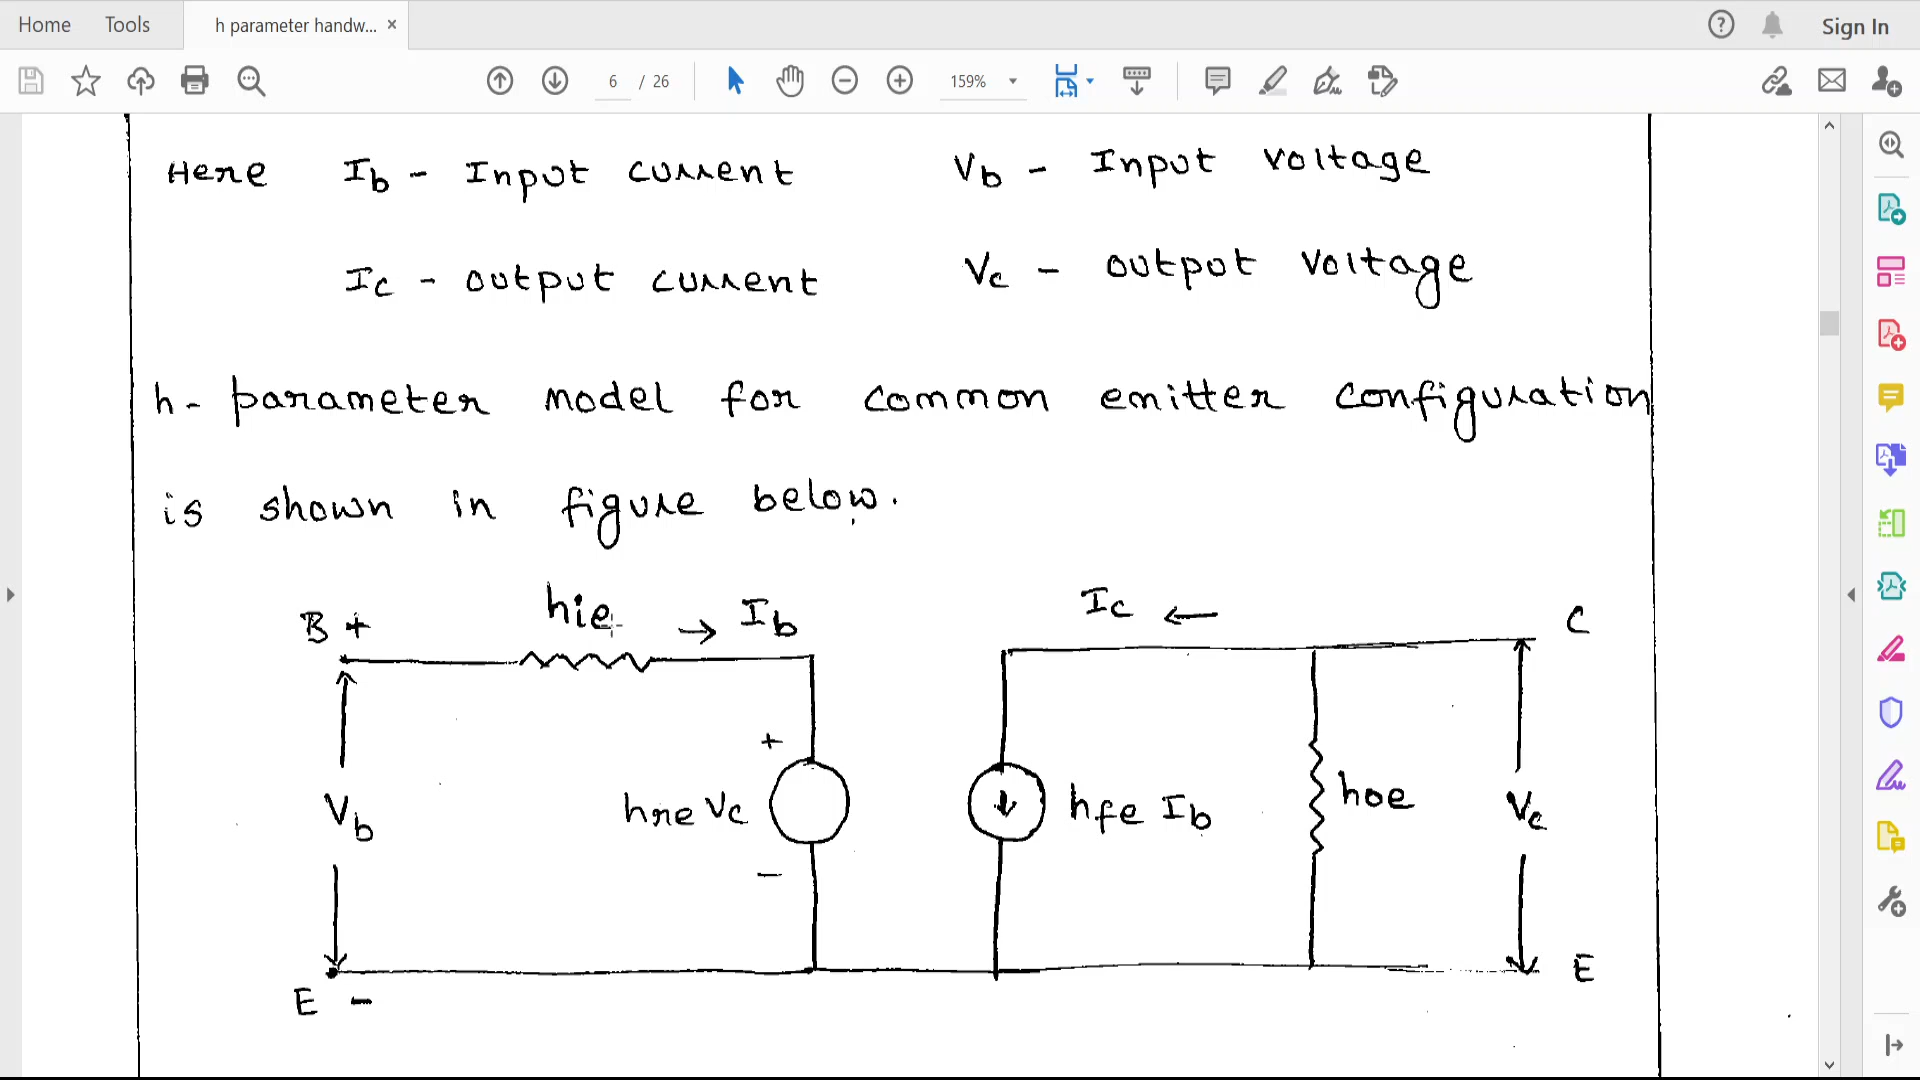 Home Tools h parameter handw... × Sign In
6 / 26 159%
Here Ib - Input current Vb - Input voltage
Ic - output current Vc - output voltage
h- parameter model for common emitter configuration
is shown in figure below.
B + hie → Ib Ic ← C
+
Vb hre Vc hfe Ib hoe Vc
-
E - E